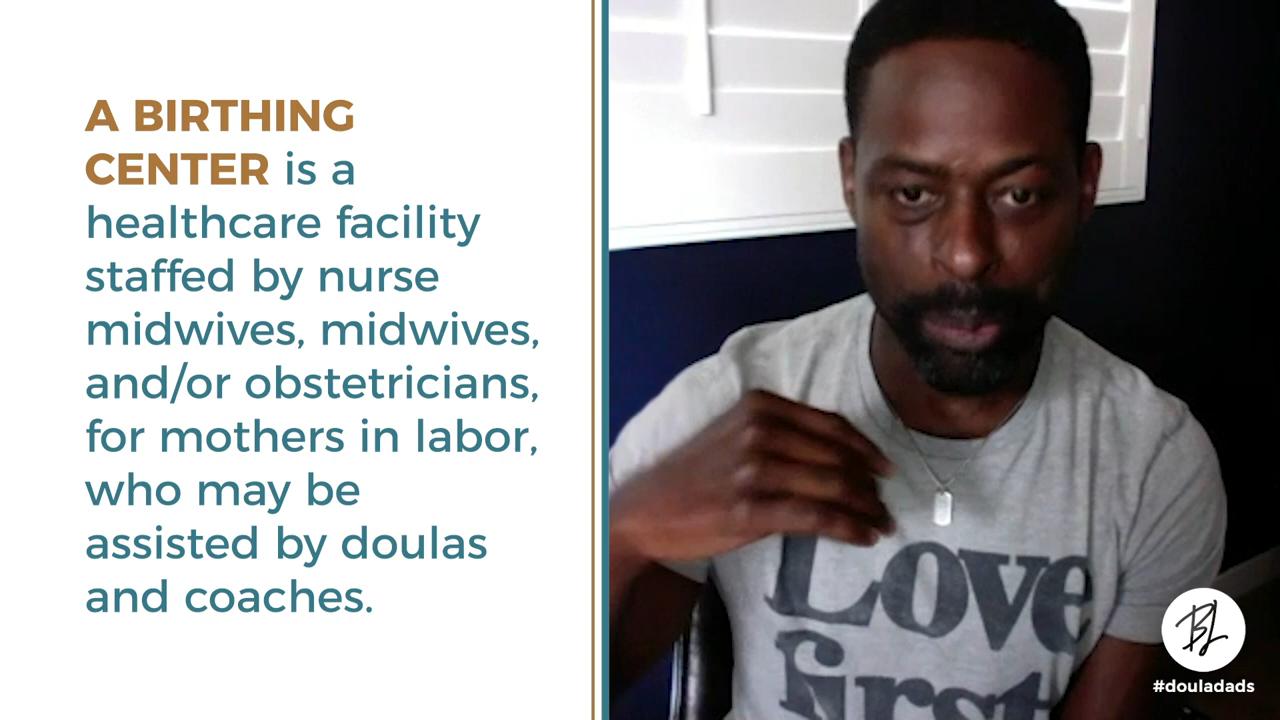 A BIRTHING
CENTER is a
healthcare facility
staffed by nurse
midwives, midwives,
and/or obstetricians,
for mothers in labor,
who may be
assisted by doulas
and coaches.
Love
first
BL
#douladads